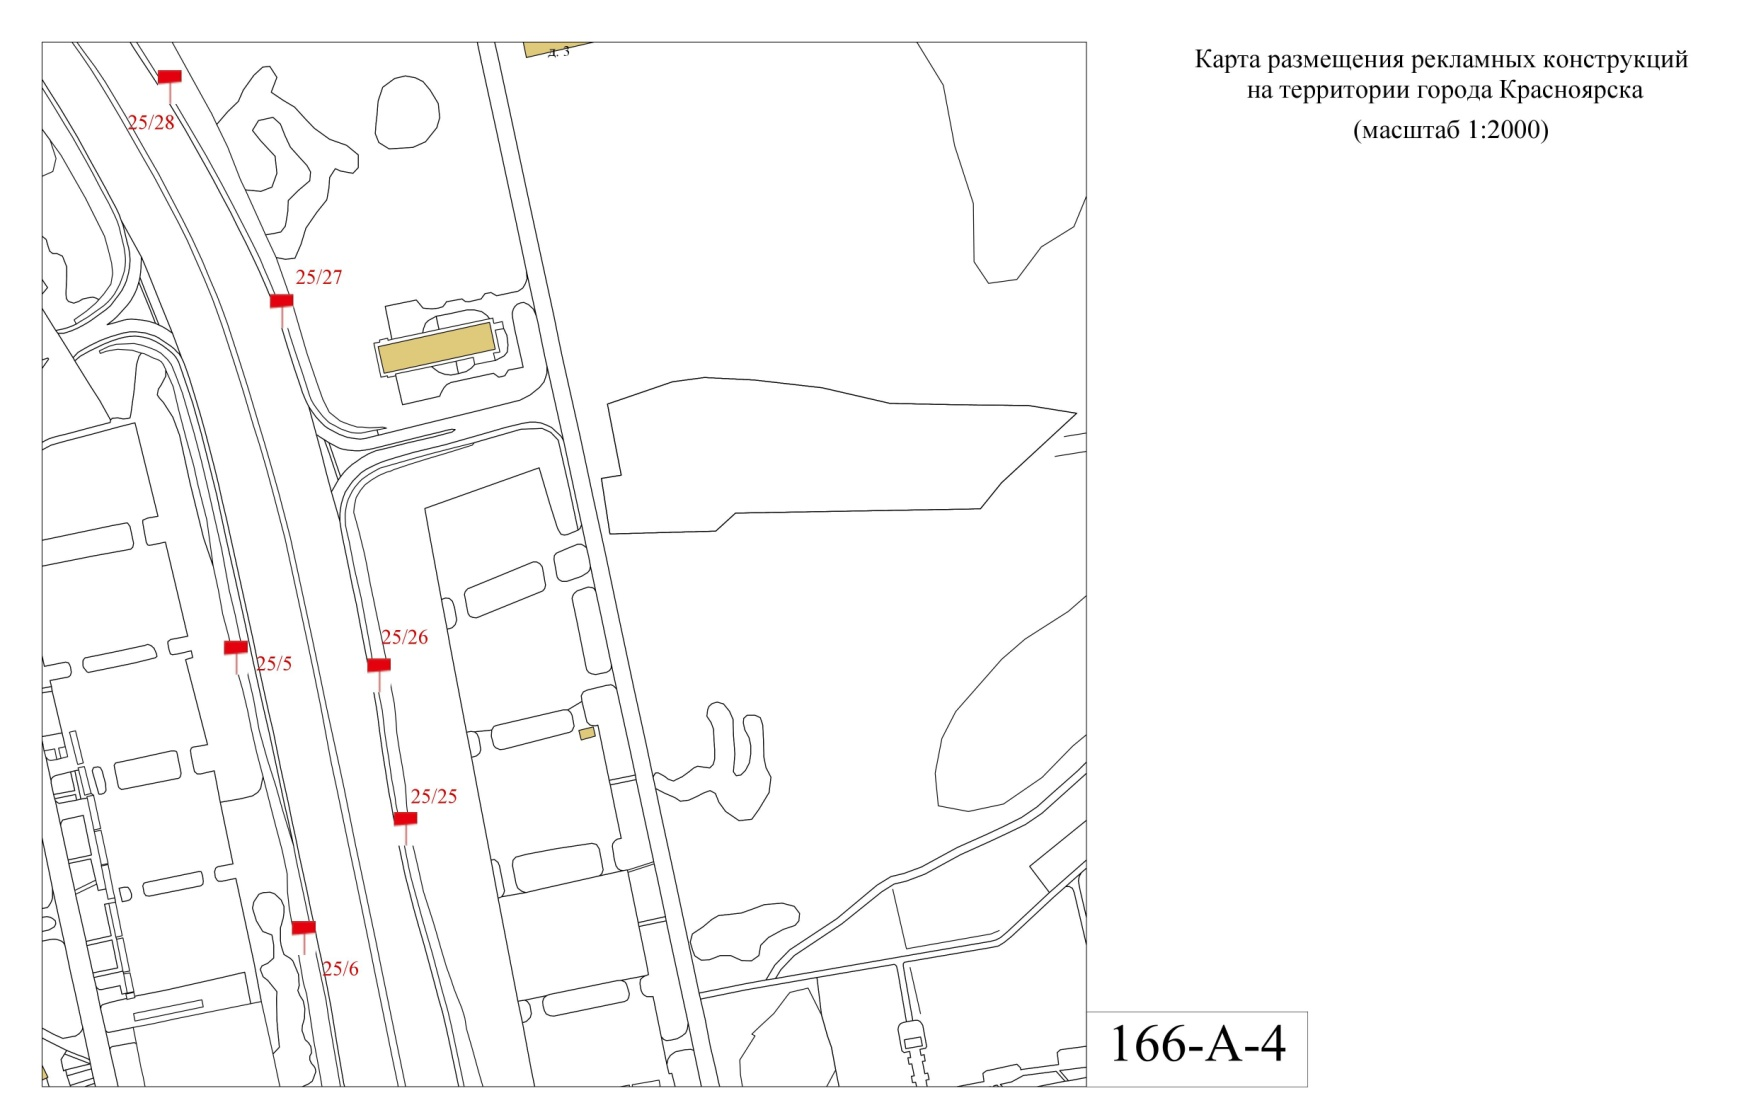 Карта размещения рекламных конструкций
на территории города Красноярска
(масштаб 1:2000)
д. 3
25/28
25/27
25/26
25/5
25/25
25/6
166-А-4